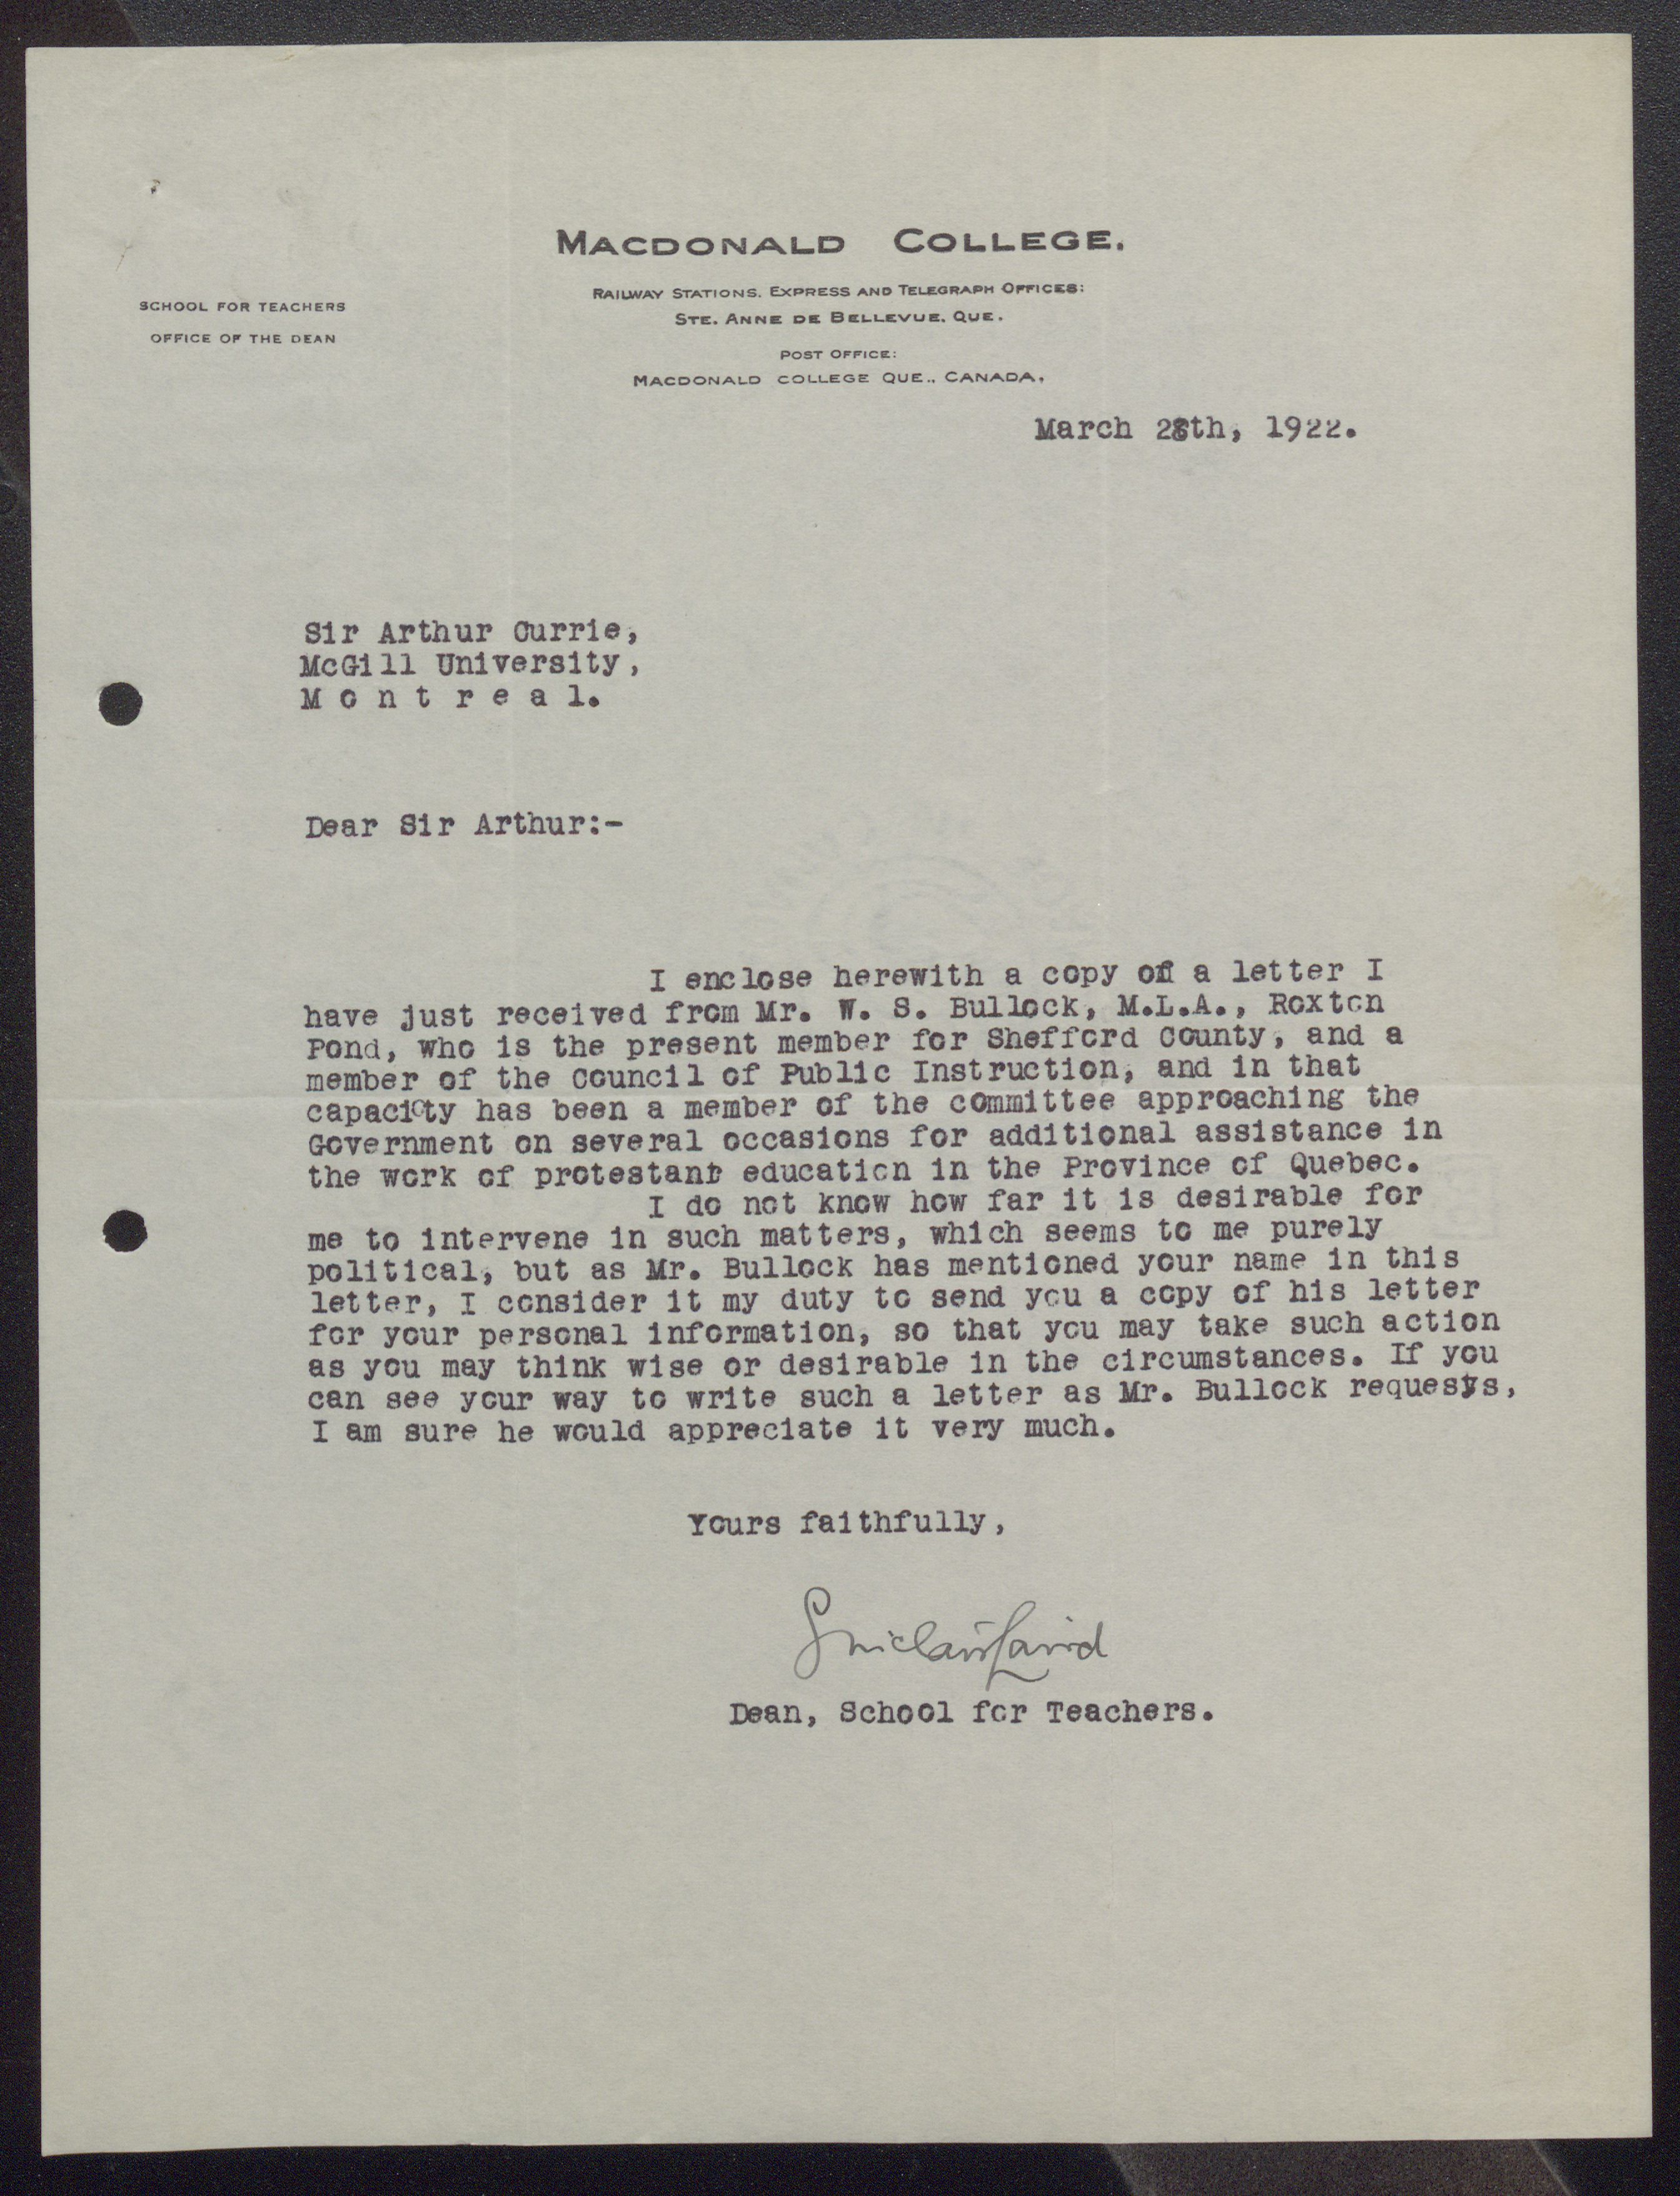 MACDONALD COLLEGE.
RAILWAY STATIONS, EXPRESS AND TELEGRAPH OFFICES:
STE. ANNE DE BELLEVUE, QUE.
POST OFFICE:
MACDONALD COLLEGE QUE., CANADA.
SCHOOL FOR TEACHERS
OFFICE OF THE DEAN
March 28th, 1922.
Sir Arthur Currie,
McGill University,
M o n t r e a l.
Dear Sir Arthur:-
I enclose herewith a copy of a letter I
have just received from Mr. W. S. Bullock, M.L.A., Roxton
Pond, who is the present member for Shefford County, and a
member of the Council of Public Instruction, and in that
capacity has been a member of the committee approaching the
Government on several occasions for additional assistance in
the work of protestant education in the Province of Quebec.
I do not know how far it is desirable for
me to intervene in such matters, which seems to me purely
political, but as Mr. Bullock has mentioned your name in this
letter, I consider it my duty to send you a copy of his letter
for your personal information, so that you may take such action
as you may think wise or desirable in the circumstances. If you
can see your way to write such a letter as Mr. Bullock requests,
I am sure he would appreciate it very much.
Yours faithfully,
Sinclair Laird
Dean, School for Teachers.